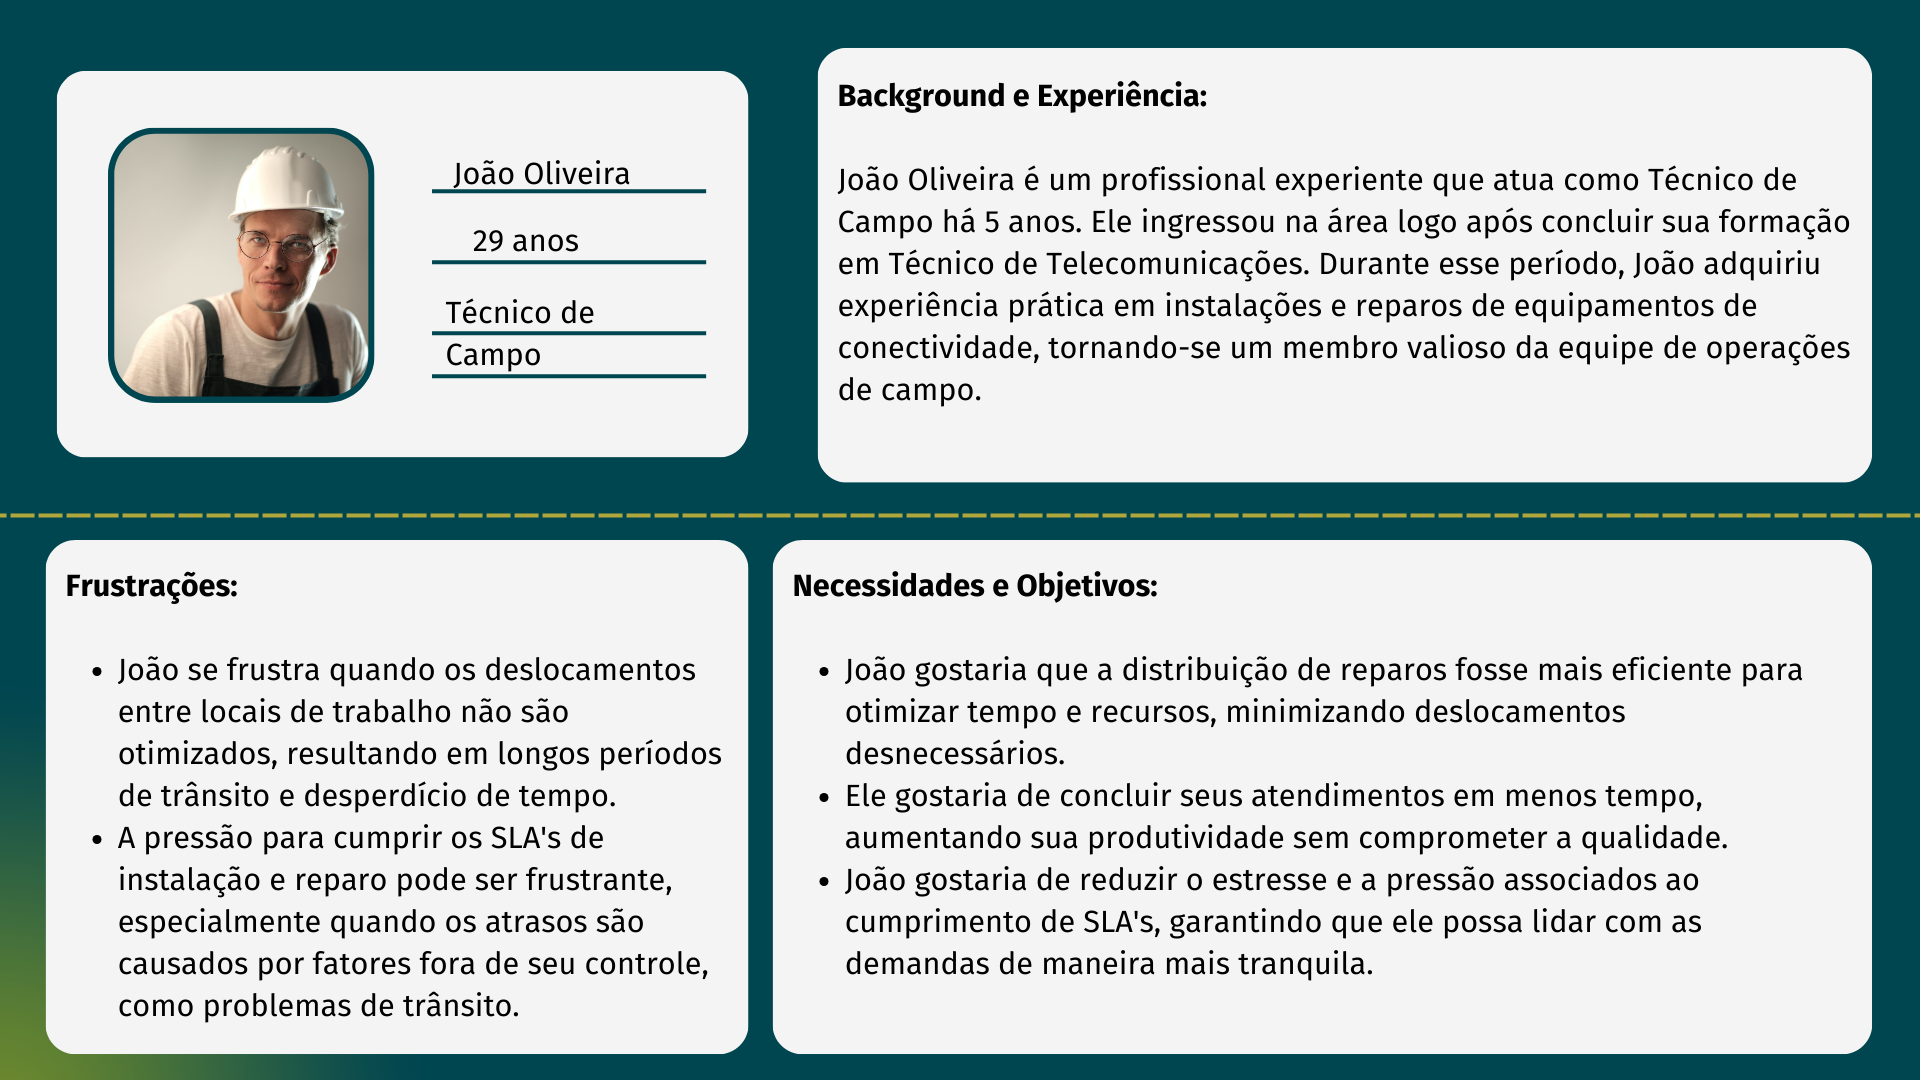 João Oliveira
29 anos
Técnico de
Campo
Background e Experiência:
João Oliveira é um profissional experiente que atua como Técnico de
Campo há 5 anos. Ele ingressou na área logo após concluir sua formação
em Técnico de Telecomunicações. Durante esse período, João adquiriu
experiência prática em instalações e reparos de equipamentos de
conectividade, tornando-se um membro valioso da equipe de operações
de campo.
Frustrações:
• João se frustra quando os deslocamentos
entre locais de trabalho não são
otimizados, resultando em longos períodos
de trânsito e desperdício de tempo.
• A pressão para cumprir os SLA's de
instalação e reparo pode ser frustrante,
especialmente quando os atrasos são
causados por fatores fora de seu controle,
como problemas de trânsito.
Necessidades e Objetivos:
• João gostaria que a distribuição de reparos fosse mais eficiente para
otimizar tempo e recursos, minimizando deslocamentos
desnecessários.
• Ele gostaria de concluir seus atendimentos em menos tempo,
aumentando sua produtividade sem comprometer a qualidade.
• João gostaria de reduzir o estresse e a pressão associados ao
cumprimento de SLA's, garantindo que ele possa lidar com as
demandas de maneira mais tranquila.